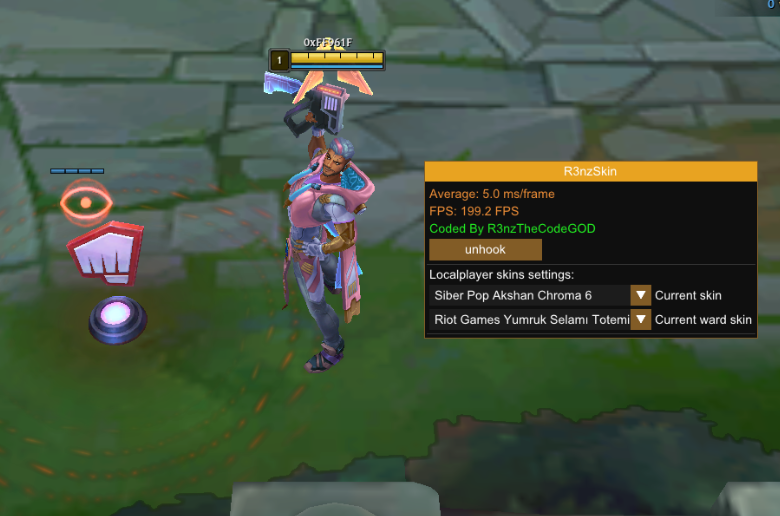 0
0xFF961F
1
R3nzSkin
Average: 5.0 ms/frame
FPS: 199.2 FPS
Coded By R3nzTheCodeGOD
unhook
Localplayer skins settings:
Siber Pop Akshan Chroma 6 Current skin
Riot Games Yumruk Selamı Totemi Current ward skin